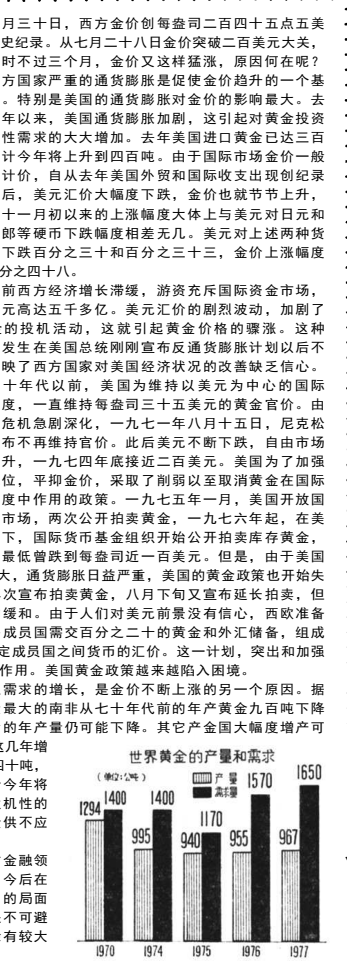 月三十日，西方金价创每盎司二百四十五点五美
史纪录。从七月二十八日金价突破二百美元大关，
时不过三个月，金价又这样猛涨，原因何在呢？
方国家严重的通货膨胀是促使金价趋升的一个基
。特别是美国的通货膨胀对金价的影响最大。去
年以来，美国通货膨胀加剧，这引起对黄金投资
性需求的大大增加。去年美国进口黄金已达三百
计今年将上升到四百吨。由于国际市场金价一般
计价，自从去年美国外贸和国际收支出现创纪录
后，美元汇价大幅度下跌，金价也就节节上升，
十一月初以来的上涨幅度大体上与美元对日元和
郎等硬币下跌幅度相差无几。美元对上述两种货
下跌百分之三十和百分之三十三，金价上涨幅度
分之四十八。
前西方经济增长滞缓，游资充斥国际资金市场，
元高达五千多亿。美元汇价的剧烈波动，加剧了
的投机活动，这就引起黄金价格的骤涨。这种
发生在美国总统刚刚宣布反通货膨胀计划以后不
映了西方国家对美国经济状况的改善缺乏信心。
十年代以前，美国为维持以美元为中心的国际
度，一直维持每盎司三十五美元的黄金官价。由
危机急剧深化，一九七一年八月十五日，尼克松
布不再维持官价。此后美元不断下跌，自由市场
升，一九七四年底接近二百美元。美国为了加强
位，平抑金价，采取了削弱以至取消黄金在国际
度中作用的政策。一九七五年一月，美国开放国
市场，两次公开拍卖黄金，一九七六年起，在美
下，国际货币基金组织开始公开拍卖库存黄金，
最低曾跌到每盎司近一百美元。但是，由于美国
大，通货膨胀日益严重，美国的黄金政策也开始失
次宣布拍卖黄金，八月下旬又宣布延长拍卖，但
缓和。由于人们对美元前景没有信心，西欧准备
成员国需交百分之二十的黄金和外汇储备，组成
定成员国之间货币的汇价。这一计划，突出和加强
作用。美国黄金政策越来越陷入困境。
需求的增长，是金价不断上涨的另一个原因。据
最大的南非从七十年代前的年产黄金九百吨下降
的年产量仍可能下降。其它产金国大幅度增产可
这几年增
四十吨，
今年将
机性的
供不应
金融领
今后在
的局面
不可避
有较大
世界黄金的产量和需求
（单位：公吨） 产量
需求量
1294 1400 995 1400 940 1170 955 1570 967 1650
1970 1974 1975 1976 1977